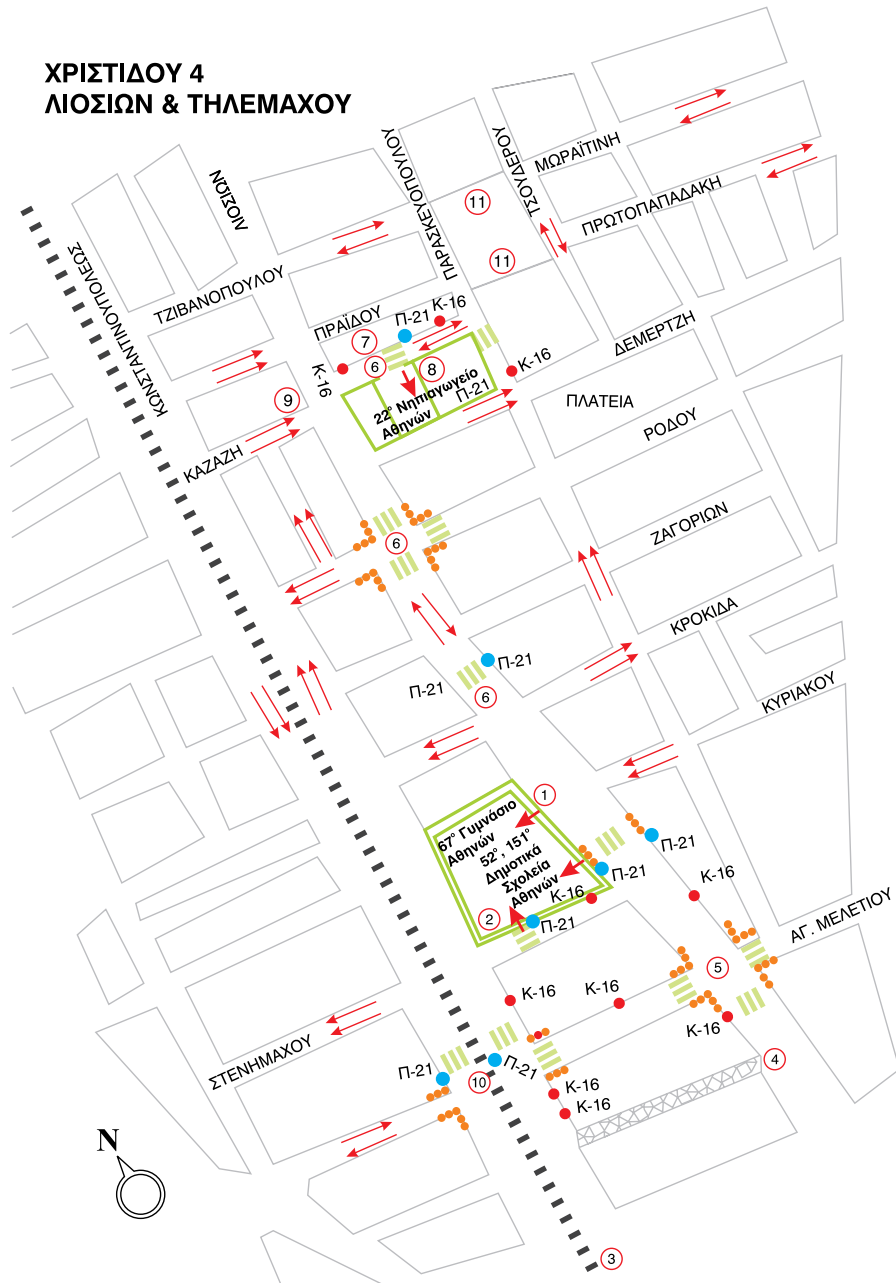 ΧΡΙΣΤΙΔΟΥ 4
ΛΙΟΣΙΩΝ & ΤΗΛΕΜΑΧΟΥ
ΚΩΝΣΤΑΝΤΙΝΟΥΠΟΛΕΩΣ
ΛΙΟΣΙΩΝ
ΠΑΡΑΣΚΕΥΟΠΟΥΛΟΥ
ΤΣΟΥΔΕΡΟΥ
ΜΩΡΑΪΤΙΝΗ
ΠΡΩΤΟΠΑΠΑΔΑΚΗ
11
11
ΤΖΙΒΑΝΟΠΟΥΛΟΥ
ΠΡΑΪΔΟΥ
Π-21
Κ-16
ΔΕΜΕΡΤΖΗ
7
Κ-16
6
8
Κ-16
22° Νηπιαγωγείο
Αθηνών
Π-21
9
ΠΛΑΤΕΙΑ
ΡΟΔΟΥ
ΚΑΖΑΖΗ
6
ΖΑΓΟΡΙΩΝ
ΚΡΟΚΙΔΑ
Π-21
Π-21
6
ΚΥΡΙΑΚΟΥ
1
67° Γυμνάσιο
Αθηνών
52°, 151°
Δημοτικά
Σχολεία
Αθηνών
Π-21
Π-21
Κ-16
Κ-16
2
Π-21
ΑΓ. ΜΕΛΕΤΙΟΥ
5
Κ-16
Κ-16
Κ-16
ΣΤΕΝΗΜΑΧΟΥ
Π-21
10
Π-21
4
Κ-16
Κ-16
N
3